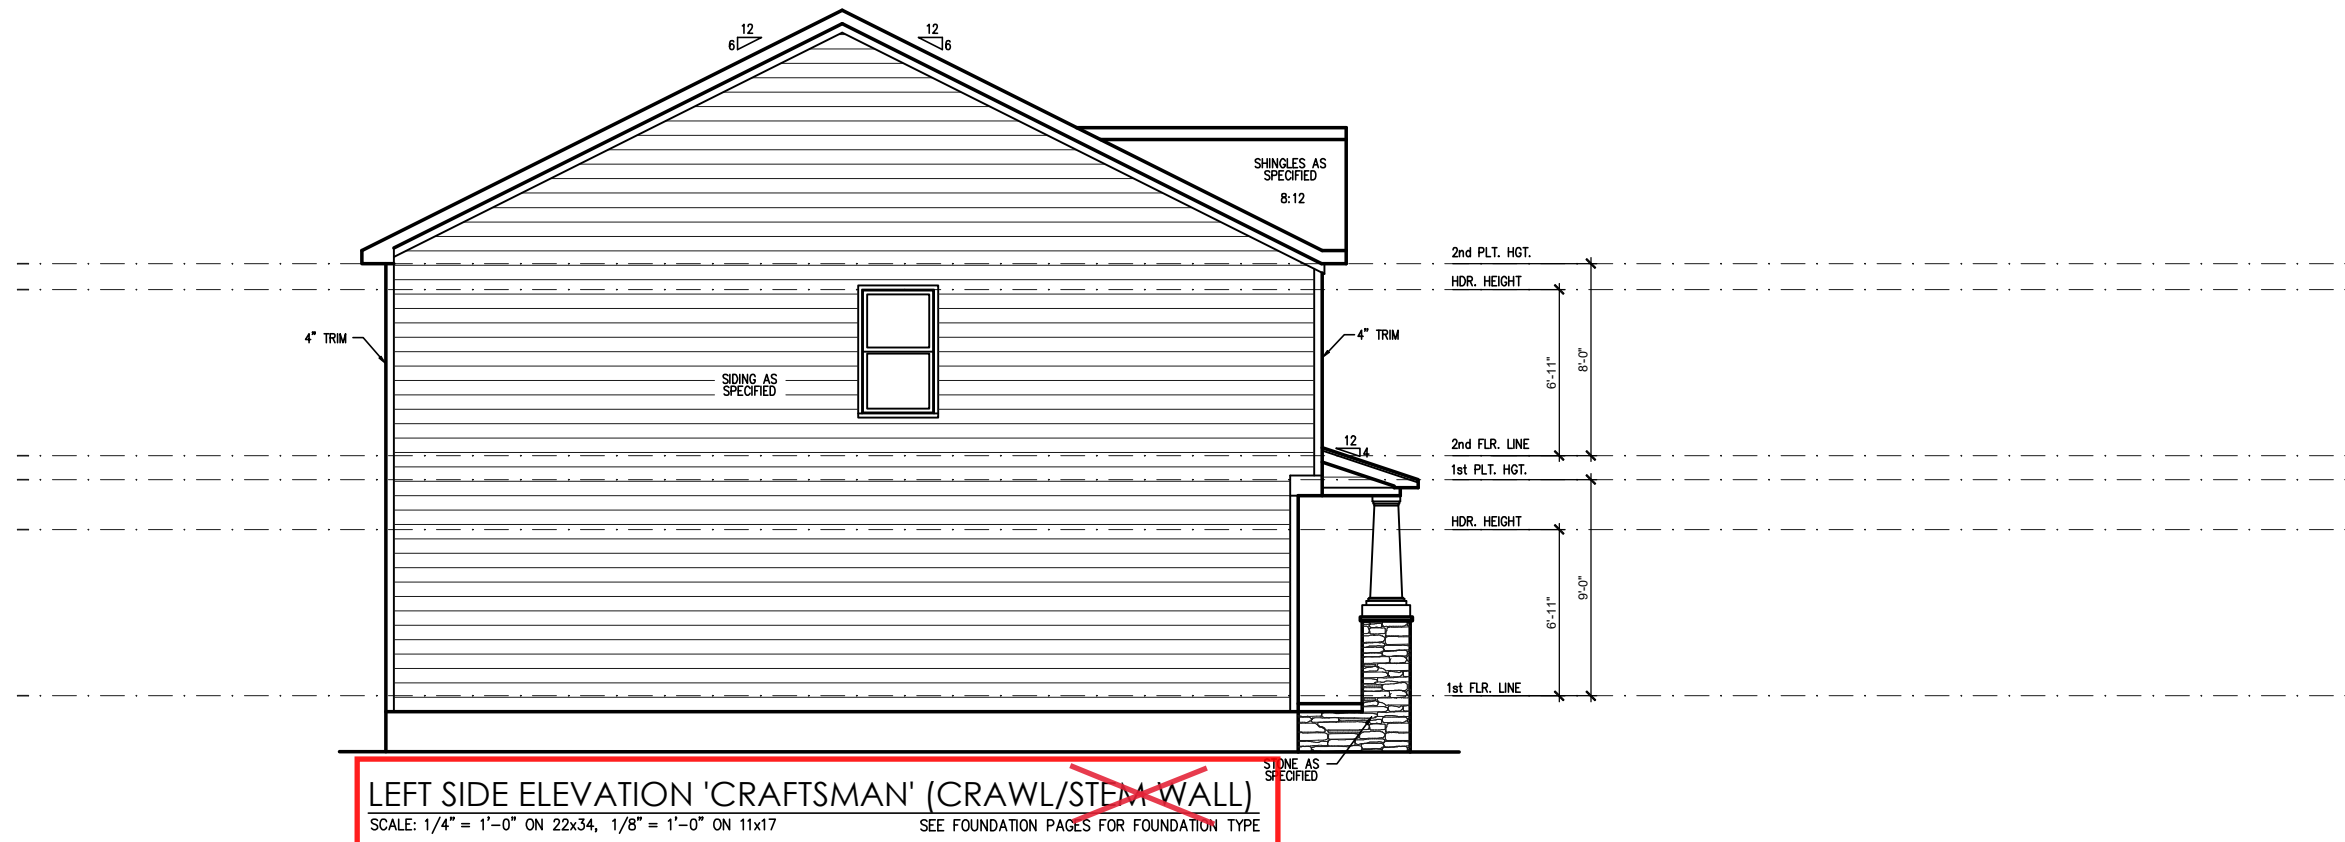 12
6
12
6
SHINGLES AS
SPECIFIED
8:12
2nd PLT. HGT.
HDR. HEIGHT
4" TRIM
4" TRIM
6'-11"
8'-0"
SIDING AS
SPECIFIED
12
4
2nd FLR. LINE
1st PLT. HGT.
HDR. HEIGHT
6'-11"
9'-0"
1st FLR. LINE
STONE AS
SPECIFIED
LEFT SIDE ELEVATION 'CRAFTSMAN' (CRAWL/STEM WALL)
SCALE: 1/4" = 1'-0" ON 22x34, 1/8" = 1'-0" ON 11x17
SEE FOUNDATION PAGES FOR FOUNDATION TYPE